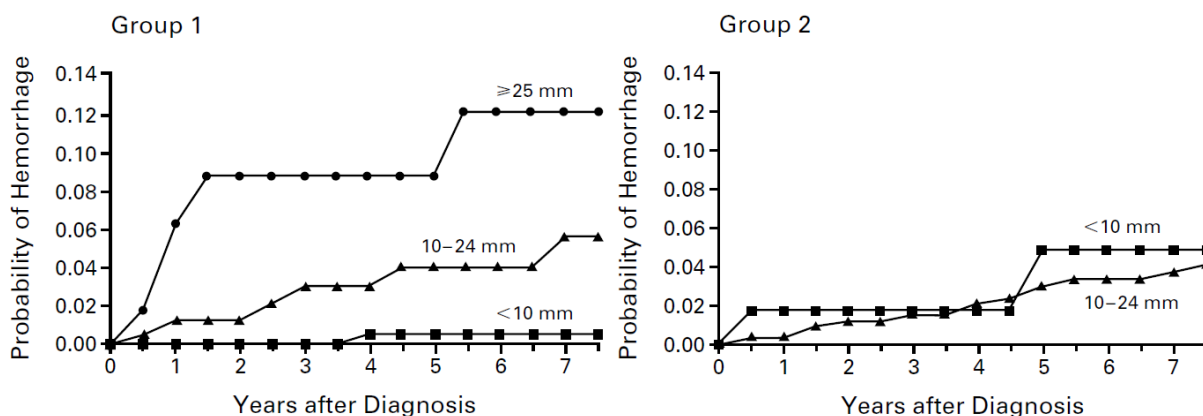 Group 1
Probability of Hemorrhage
0.14
0.12
0.10
0.08
0.06
0.04
0.02
0.00
≥25 mm
10–24 mm
<10 mm
0 1 2 3 4 5 6 7
Years after Diagnosis
Group 2
Probability of Hemorrhage
0.14
0.12
0.10
0.08
0.06
0.04
0.02
0.00
<10 mm
10–24 mm
0 1 2 3 4 5 6 7
Years after Diagnosis